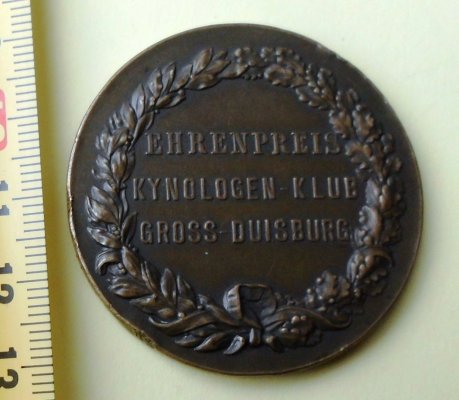 EHRENPREIS
KYNOLOGEN-KLUB
GROSS-DUISBURG
11
12
13